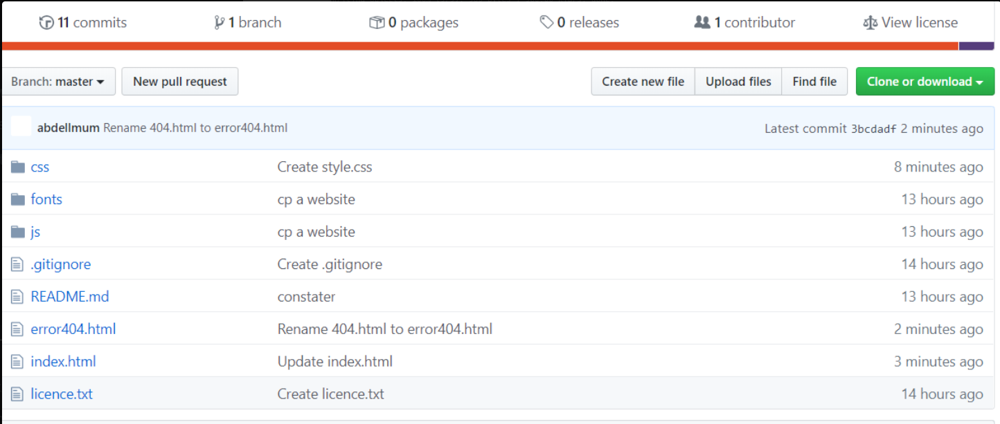 11 commits 1 branch 0 packages 0 releases 1 contributor View license
Branch: master New pull request Create new file Upload files Find file Clone or download
abdellmum Rename 404.html to error404.html Latest commit 3bcdadf 2 minutes ago
css Create style.css 8 minutes ago
fonts cp a website 13 hours ago
js cp a website 13 hours ago
.gitignore Create .gitignore 14 hours ago
README.md constater 13 hours ago
error404.html Rename 404.html to error404.html 2 minutes ago
index.html Update index.html 3 minutes ago
licence.txt Create licence.txt 14 hours ago